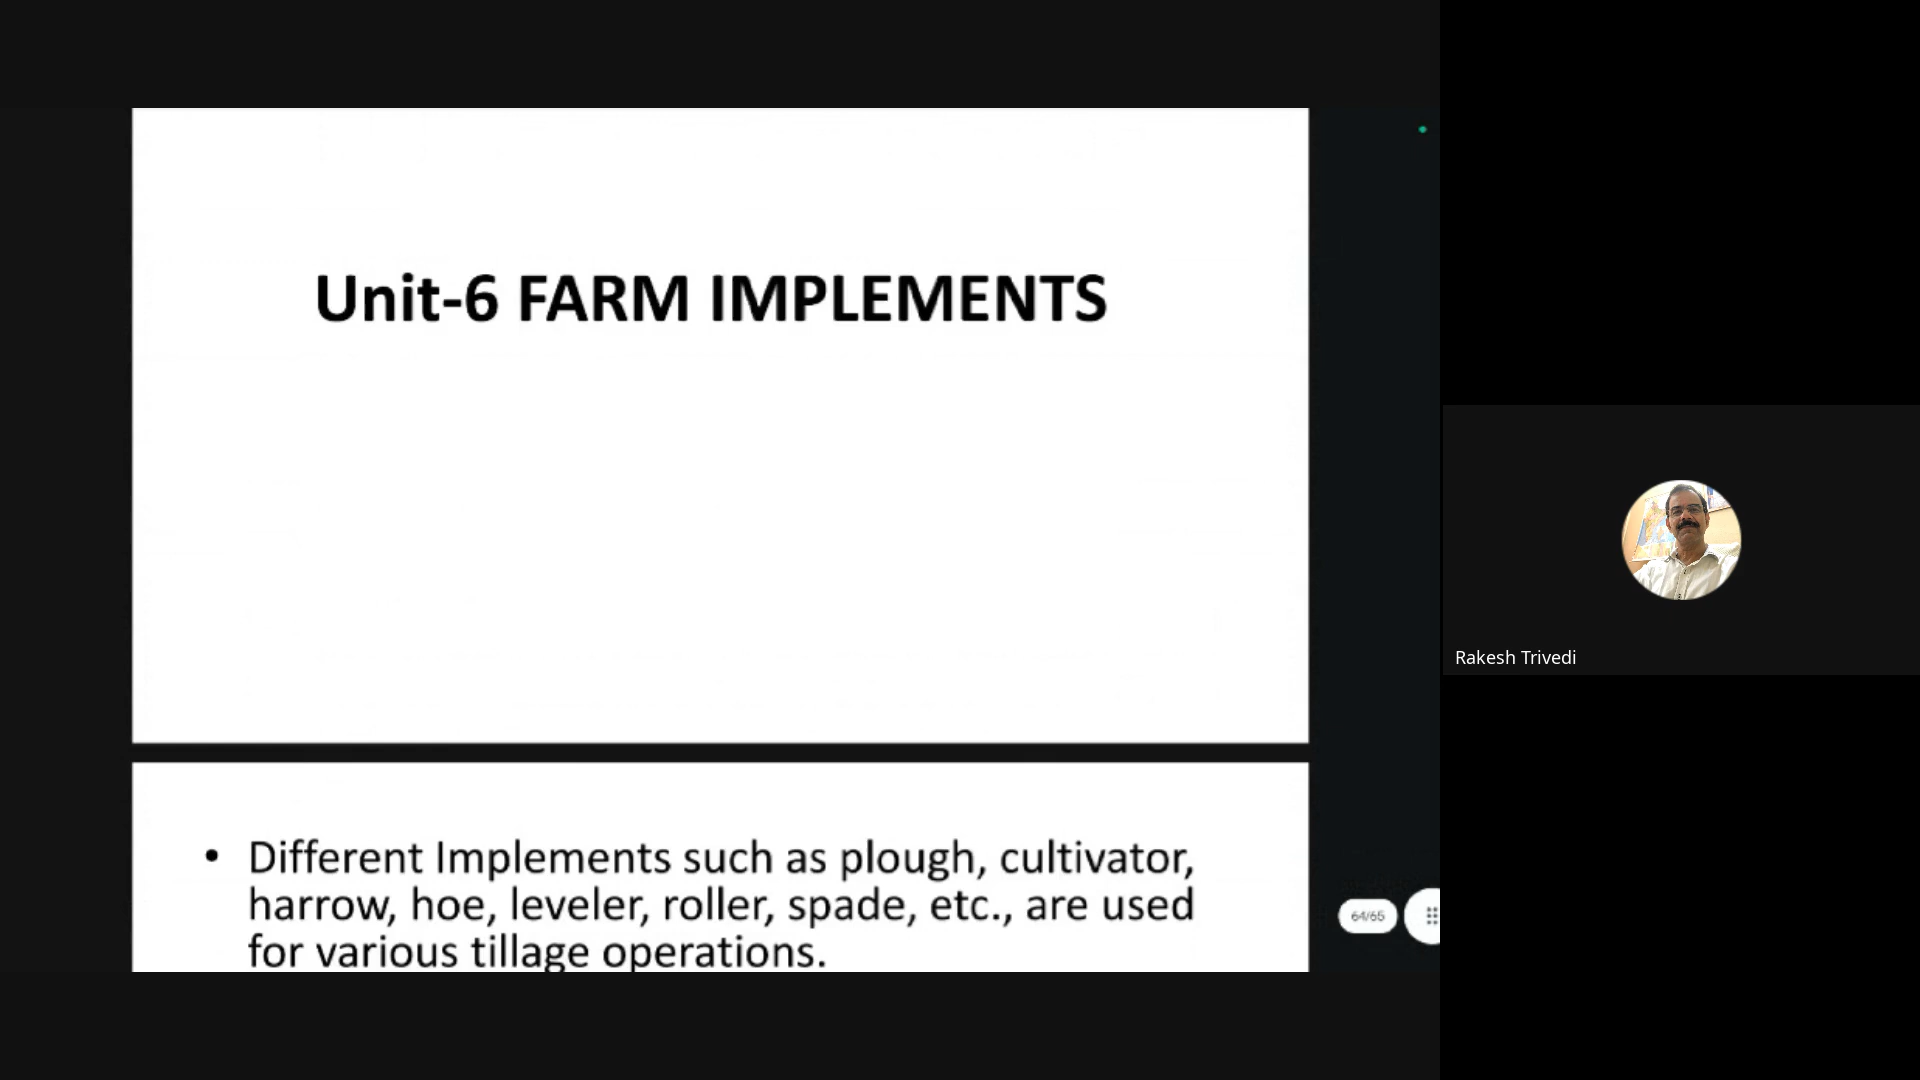 Unit-6 FARM IMPLEMENTS
• Different Implements such as plough, cultivator,
harrow, hoe, leveler, roller, spade, etc., are used
for various tillage operations.
64/65
Rakesh Trivedi